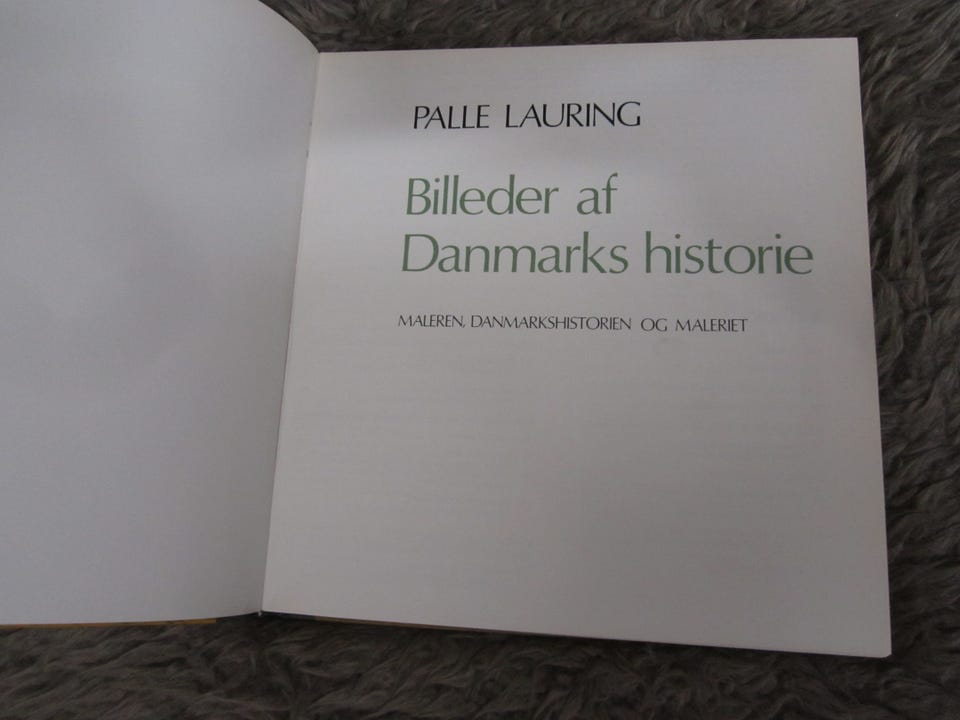 PALLE LAURING
Billeder af
Danmarks historie
MALEREN, DANMARKSHISTORIEN OG MALERIET